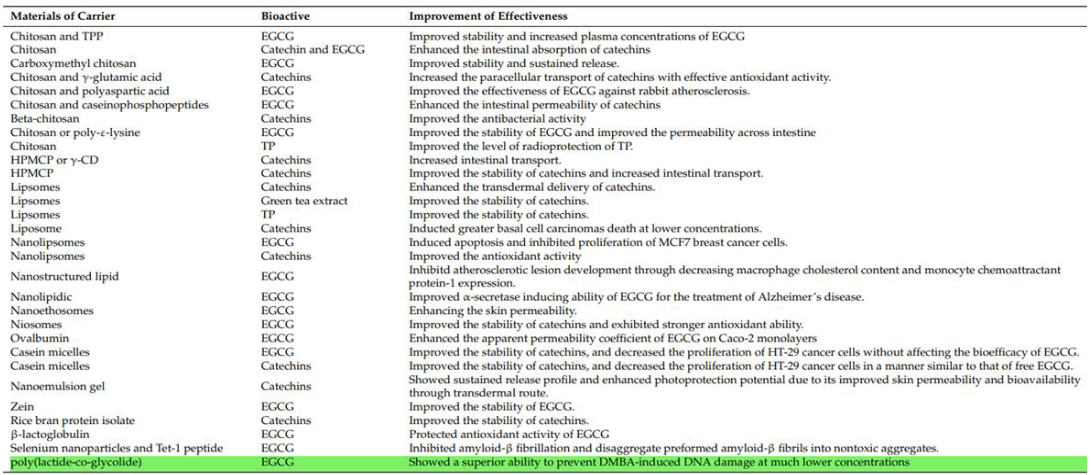 Materials of Carrier Bioactive Improvement of Effectiveness
Chitosan and TPP EGCG Improved stability and increased plasma concentrations of EGCG
Chitosan Catechin and EGCG Enhanced the intestinal absorption of catechins
Carboxymethyl chitosan EGCG Improved stability and sustained release.
Chitosan and γ-glutamic acid Catechins Increased the paracellular transport of catechins with effective antioxidant activity.
Chitosan and polyaspartic acid EGCG Improved the effectiveness of EGCG against rabbit atherosclerosis.
Chitosan and caseinophosphopeptides EGCG Enhanced the intestinal permeability of catechins
Beta-chitosan Catechins Improved the antibacterial activity
Chitosan or poly-ε-lysine EGCG Improved the stability of EGCG and improved the permeability across intestine
Chitosan TP Improved the level of radioprotection of TP.
HPMCP or γ-CD Catechins Increased intestinal transport.
HPMCP Catechins Improved the stability of catechins and increased intestinal transport.
Lipsomes Catechins Enhanced the transdermal delivery of catechins.
Lipsomes Green tea extract Improved the stability of catechins.
Lipsomes TP Improved the stability of catechins.
Liposome Catechins Inducted greater basal cell carcinomas death at lower concentrations.
Nanolipsomes EGCG Induced apoptosis and inhibited proliferation of MCF7 breast cancer cells.
Nanolipsomes Catechins Improved the antioxidant activity
Nanostructured lipid EGCG Inhibitd atherosclerotic lesion development through decreasing macrophage cholesterol content and monocyte chemoattractant
protein-1 expression.
Nanolipidic EGCG Improved α-secretase inducing ability of EGCG for the treatment of Alzheimer's disease.
Nanoethosomes EGCG Enhancing the skin permeability.
Niosomes EGCG Improved the stability of catechins and exhibited stronger antioxidant ability.
Ovalbumin EGCG Enhanced the apparent permeability coefficient of EGCG on Caco-2 monolayers
Casein micelles EGCG Improved the stability of catechins, and decreased the proliferation of HT-29 cancer cells without affecting the bioefficacy of EGCG.
Casein micelles Catechins Improved the stability of catechins, and decreased the proliferation of HT-29 cancer cells in a manner similar to that of free EGCG.
Nanoemulsion gel Catechins Showed sustained release profile and enhanced photoprotection potential due to its improved skin permeability and bioavailability
through transdermal route.
Zein EGCG Improved the stability of EGCG.
Rice bran protein isolate Catechins Improved the stability of catechins.
β-lactoglobulin EGCG Protected antioxidant activity of EGCG
Selenium nanoparticles and Tet-1 peptide EGCG Inhibited amyloid-β fibrillation and disaggregate preformed amyloid-β fibrils into nontoxic aggregates.
poly(lactide-co-glycolide) EGCG Showed a superior ability to prevent DMBA-induced DNA damage at much lower concentrations